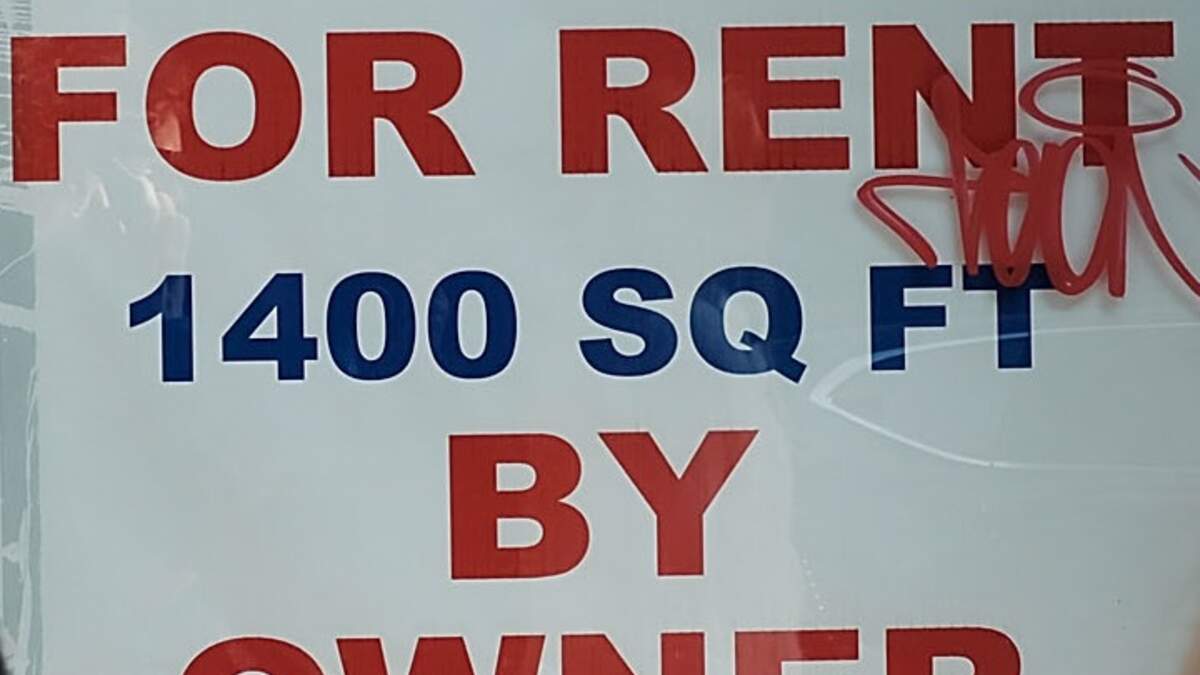 FOR RENT
1400 SQ FT
BY
OWNER